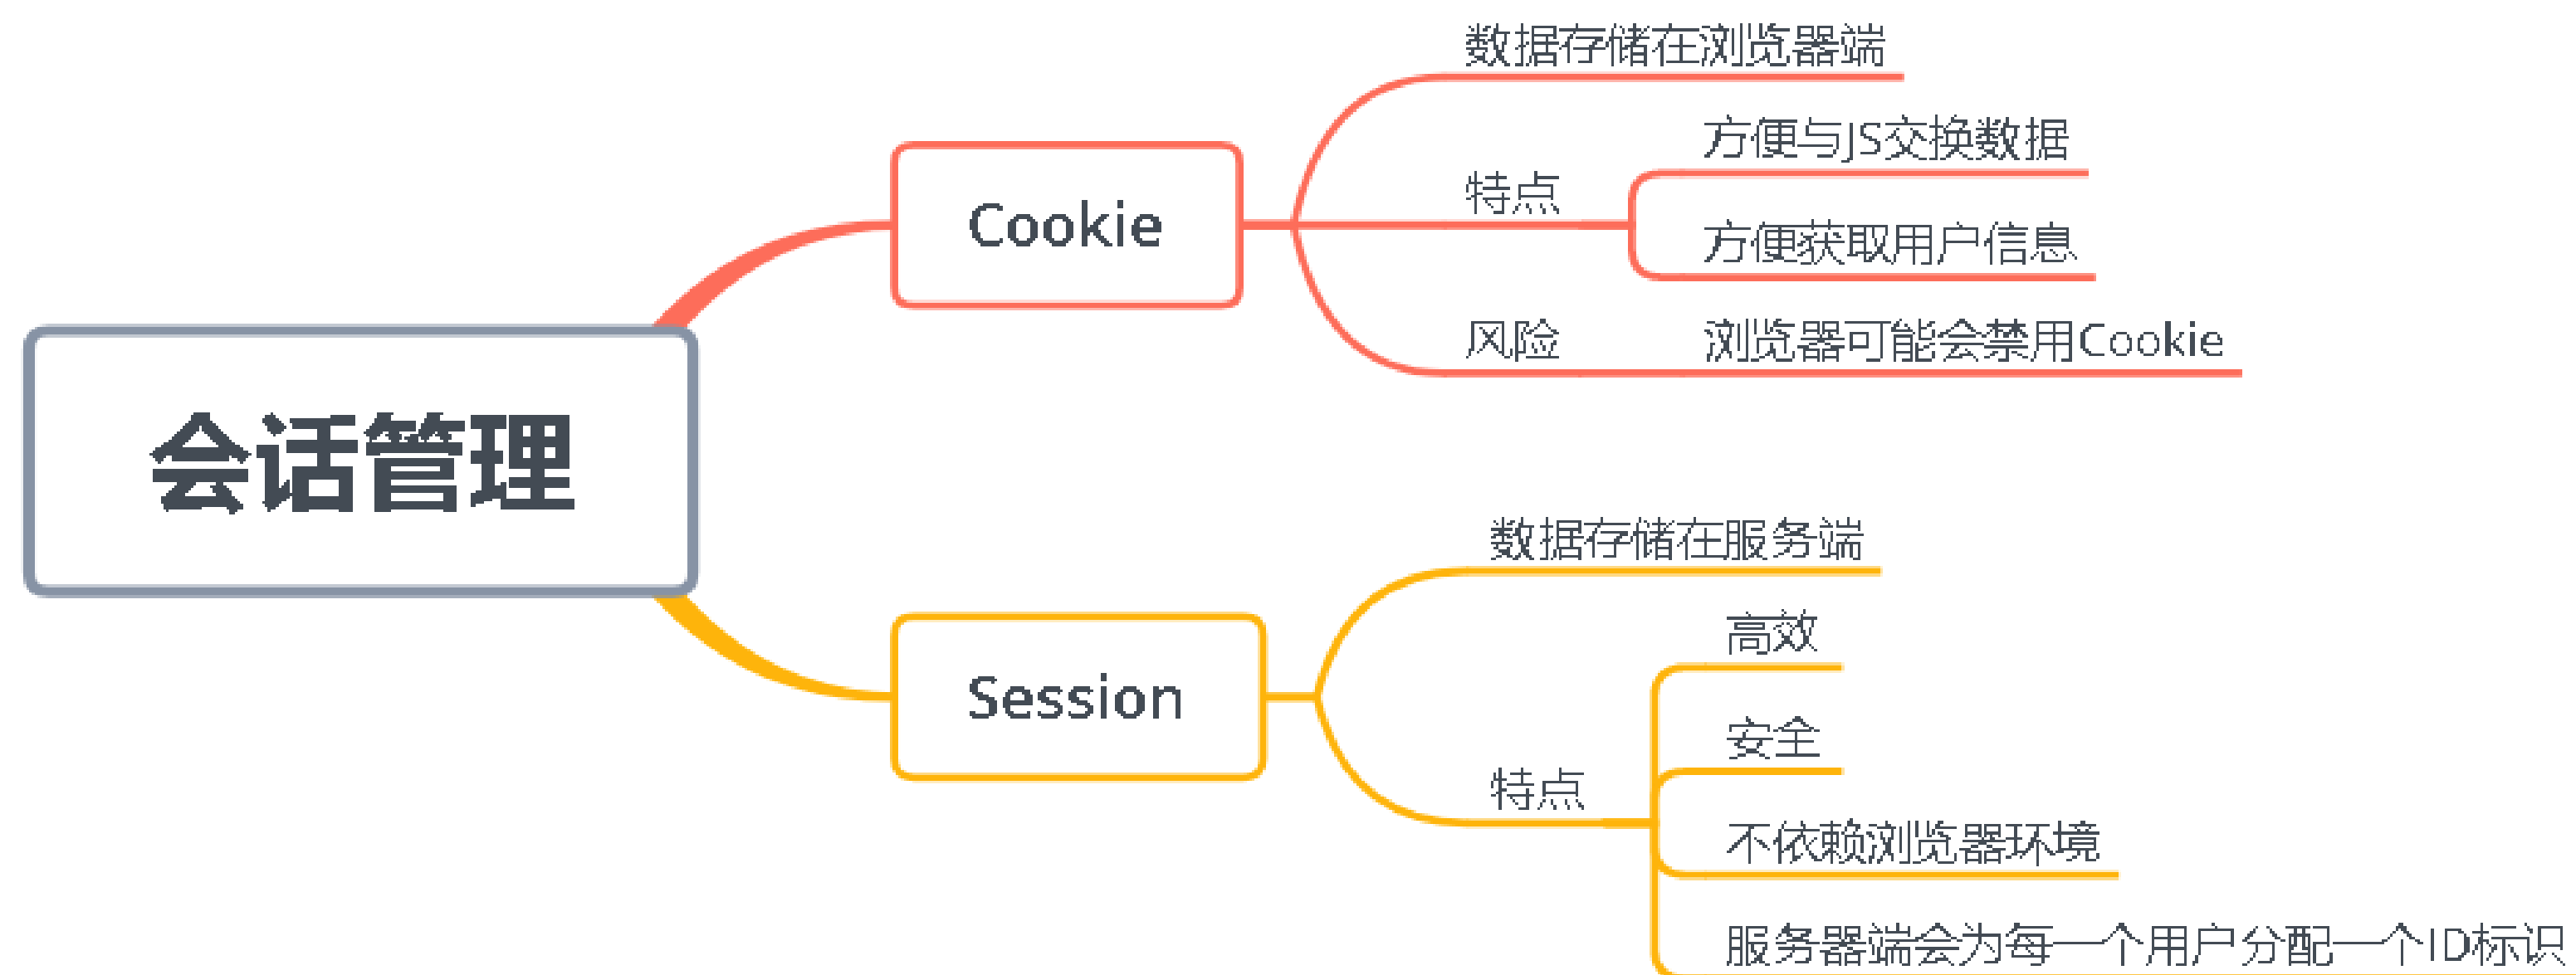 会话管理
Cookie
数据存储在浏览器端
特点
方便与JS交换数据
方便获取用户信息
风险
浏览器可能会禁用Cookie
Session
数据存储在服务端
特点
高效
安全
不依赖浏览器环境
服务器端会为每一个用户分配一个ID标识